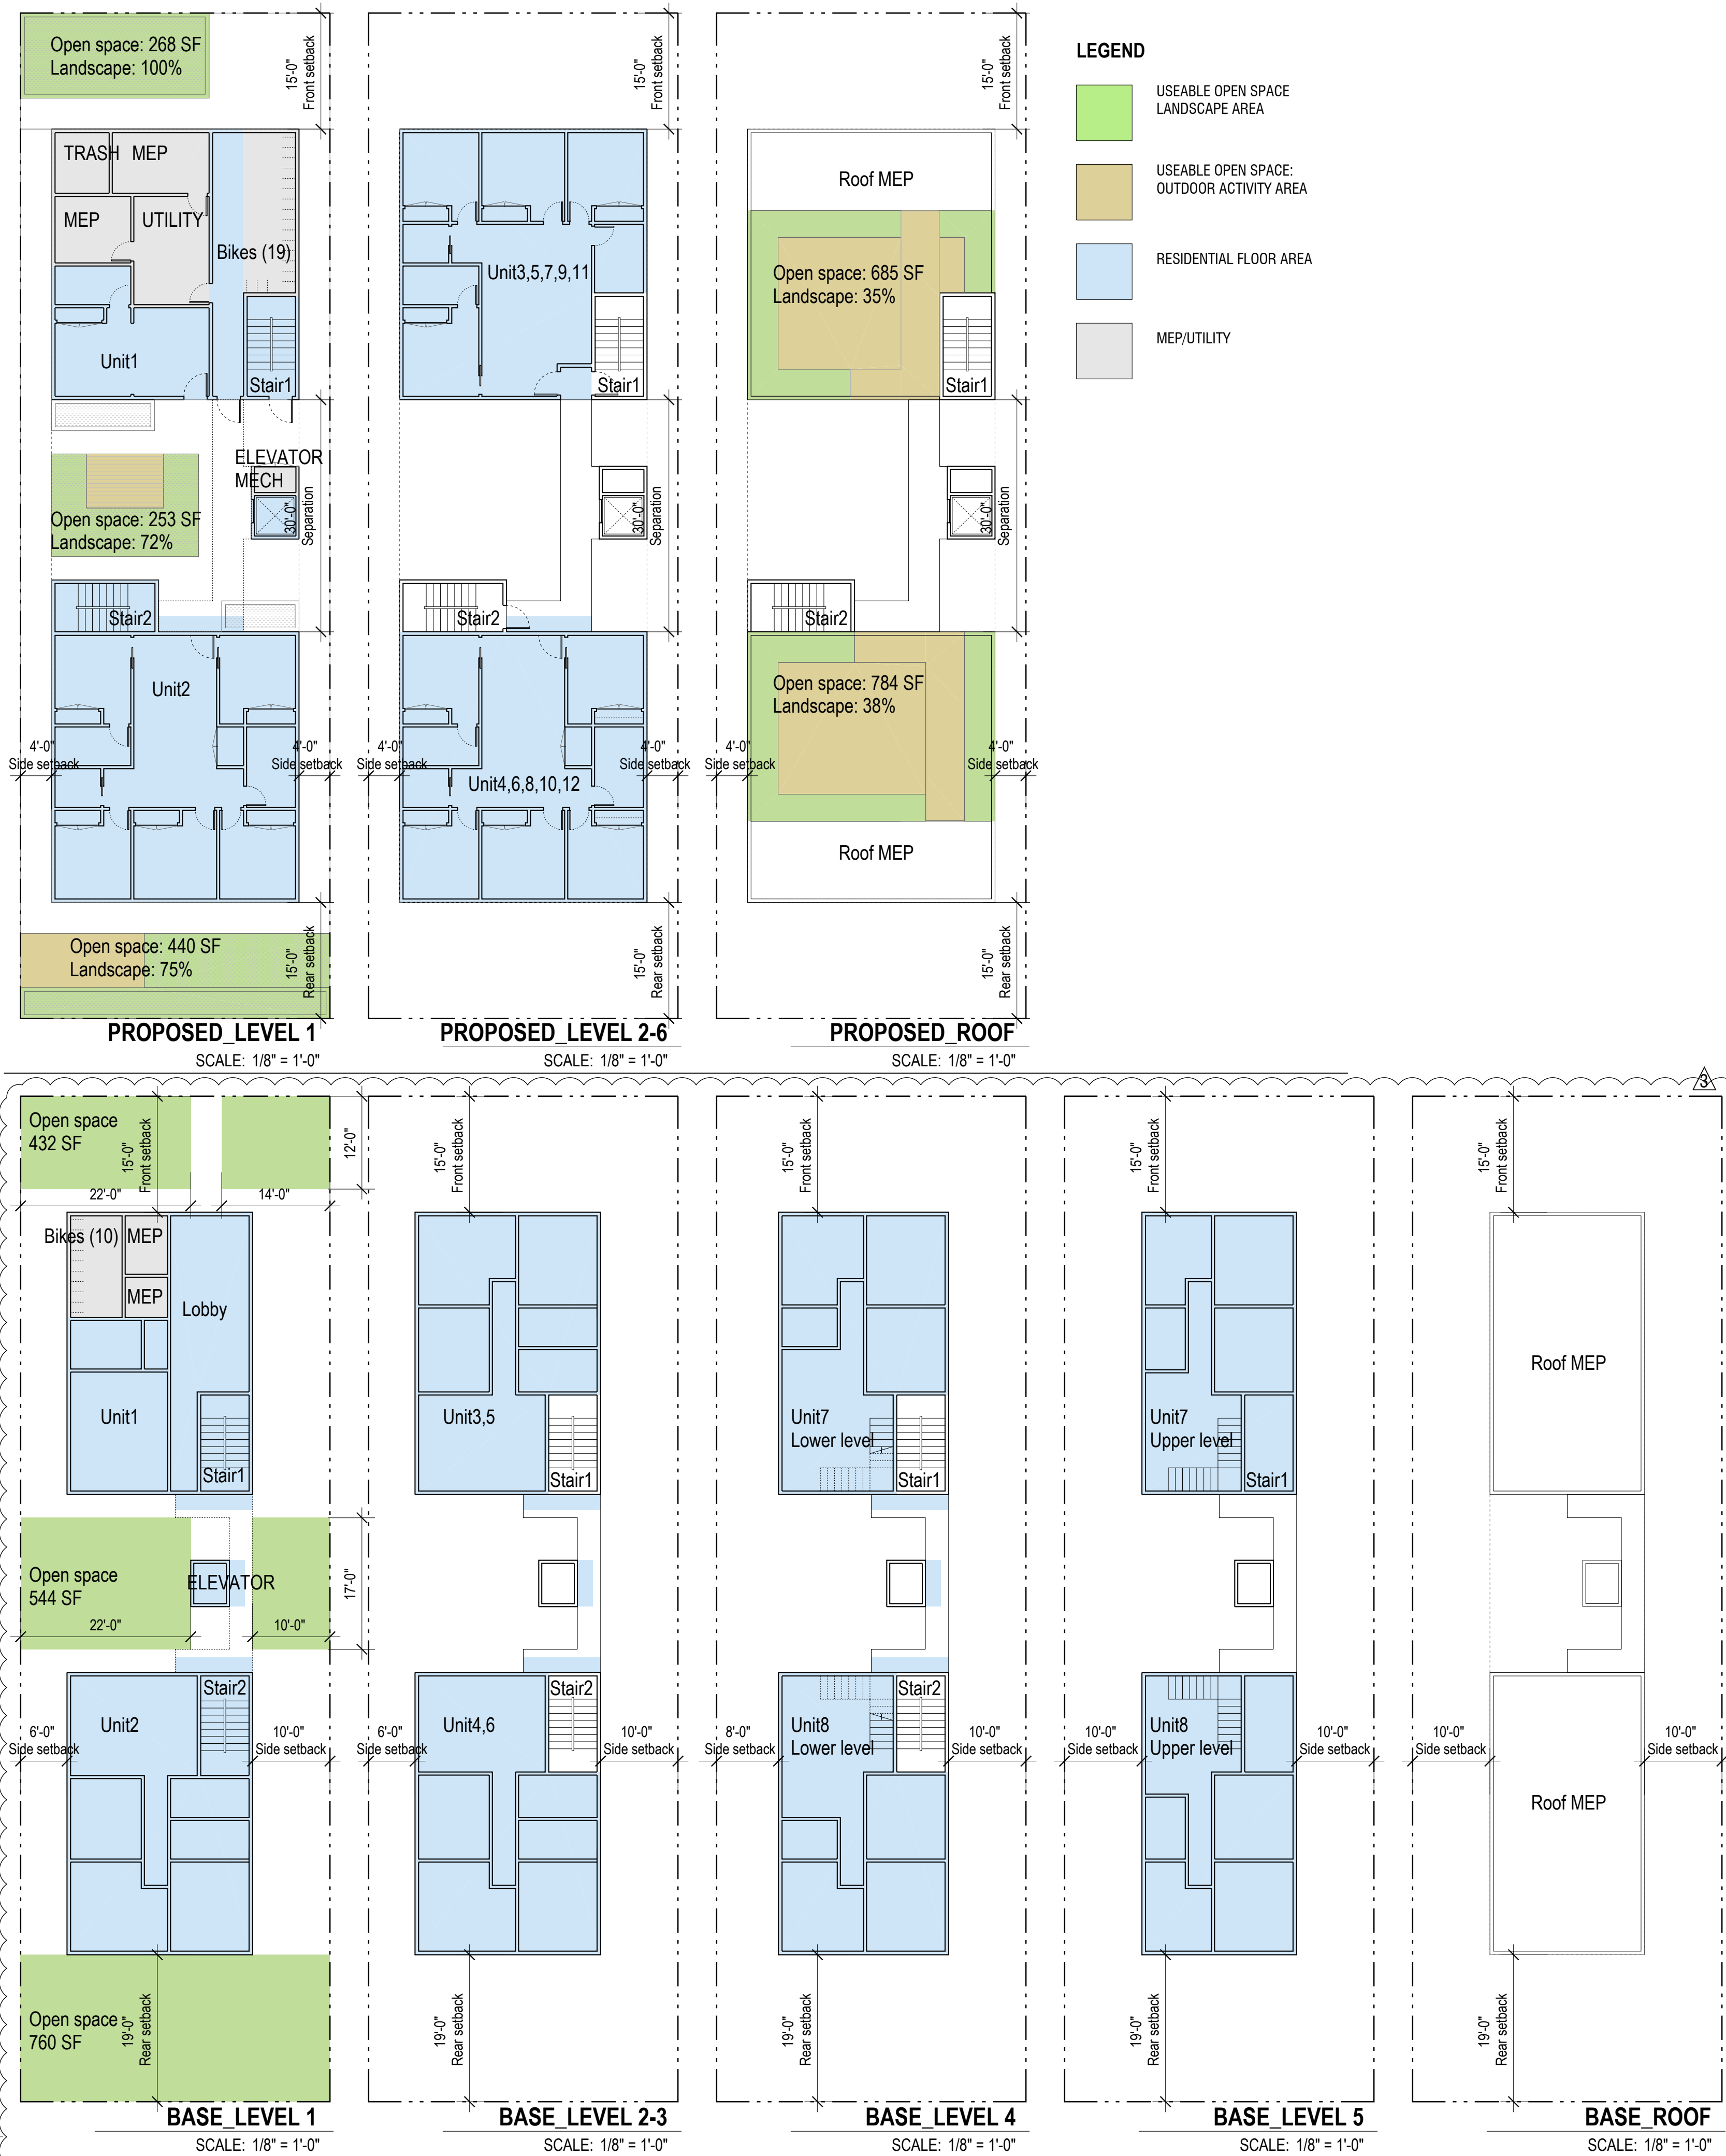 Open space: 268 SF
Landscape: 100%
15'-0"
Front setback
TRASH
MEP
MEP
UTILITY
Bikes (19)
Unit1
Stair1
ELEVATOR
MECH
30'-0"
Separation
Open space: 253 SF
Landscape: 72%
Stair2
Unit2
4'-0"
Side setback
4'-0"
Side setback
Open space: 440 SF
Landscape: 75%
15'-0"
Rear setback
PROPOSED_LEVEL 1
SCALE: 1/8" = 1'-0"
15'-0"
Front setback
Unit3,5,7,9,11
Stair1
30'-0"
Separation
Stair2
4'-0"
Side setback
4'-0"
Side setback
Unit4,6,8,10,12
15'-0"
Rear setback
PROPOSED_LEVEL 2-6
SCALE: 1/8" = 1'-0"
15'-0"
Front setback
Roof MEP
Open space: 685 SF
Landscape: 35%
Stair1
30'-0"
Separation
Stair2
Open space: 784 SF
Landscape: 38%
4'-0"
Side setback
4'-0"
Side setback
Roof MEP
15'-0"
Rear setback
PROPOSED_ROOF
SCALE: 1/8" = 1'-0"
LEGEND
USEABLE OPEN SPACE
LANDSCAPE AREA
USEABLE OPEN SPACE:
OUTDOOR ACTIVITY AREA
RESIDENTIAL FLOOR AREA
MEP/UTILITY
3
Open space
432 SF
15'-0"
Front setback
12'-0"
22'-0"
14'-0"
Bikes (10)
MEP
MEP
Lobby
Unit1
Stair1
Open space
544 SF
ELEVATOR
17'-0"
22'-0"
10'-0"
Stair2
Unit2
6'-0"
Side setback
10'-0"
Side setback
Open space
760 SF
19'-0"
Rear setback
BASE_LEVEL 1
SCALE: 1/8" = 1'-0"
15'-0"
Front setback
Unit3,5
Stair1
Stair2
Unit4,6
6'-0"
Side setback
10'-0"
Side setback
19'-0"
Rear setback
BASE_LEVEL 2-3
SCALE: 1/8" = 1'-0"
15'-0"
Front setback
Unit7
Lower level
Stair1
Stair2
Unit8
Lower level
8'-0"
Side setback
10'-0"
Side setback
19'-0"
Rear setback
BASE_LEVEL 4
SCALE: 1/8" = 1'-0"
15'-0"
Front setback
Unit7
Upper level
Stair1
Unit8
Upper level
10'-0"
Side setback
10'-0"
Side setback
19'-0"
Rear setback
BASE_LEVEL 5
SCALE: 1/8" = 1'-0"
15'-0"
Front setback
Roof MEP
10'-0"
Side setback
10'-0"
Side setback
Roof MEP
19'-0"
Rear setback
BASE_ROOF
SCALE: 1/8" = 1'-0"